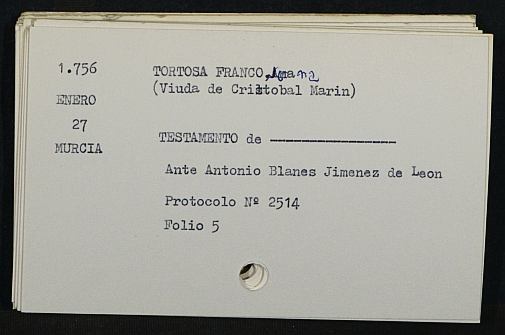 1.756
TORTOSA FRANCO,
(Viuda de Cristobal Marin)
ENERO
27
MURCIA
TESTAMENTO de ------------------
Ante Antonio Blanes Jimenez de Leon
Protocolo Nº 2514
Folio 5